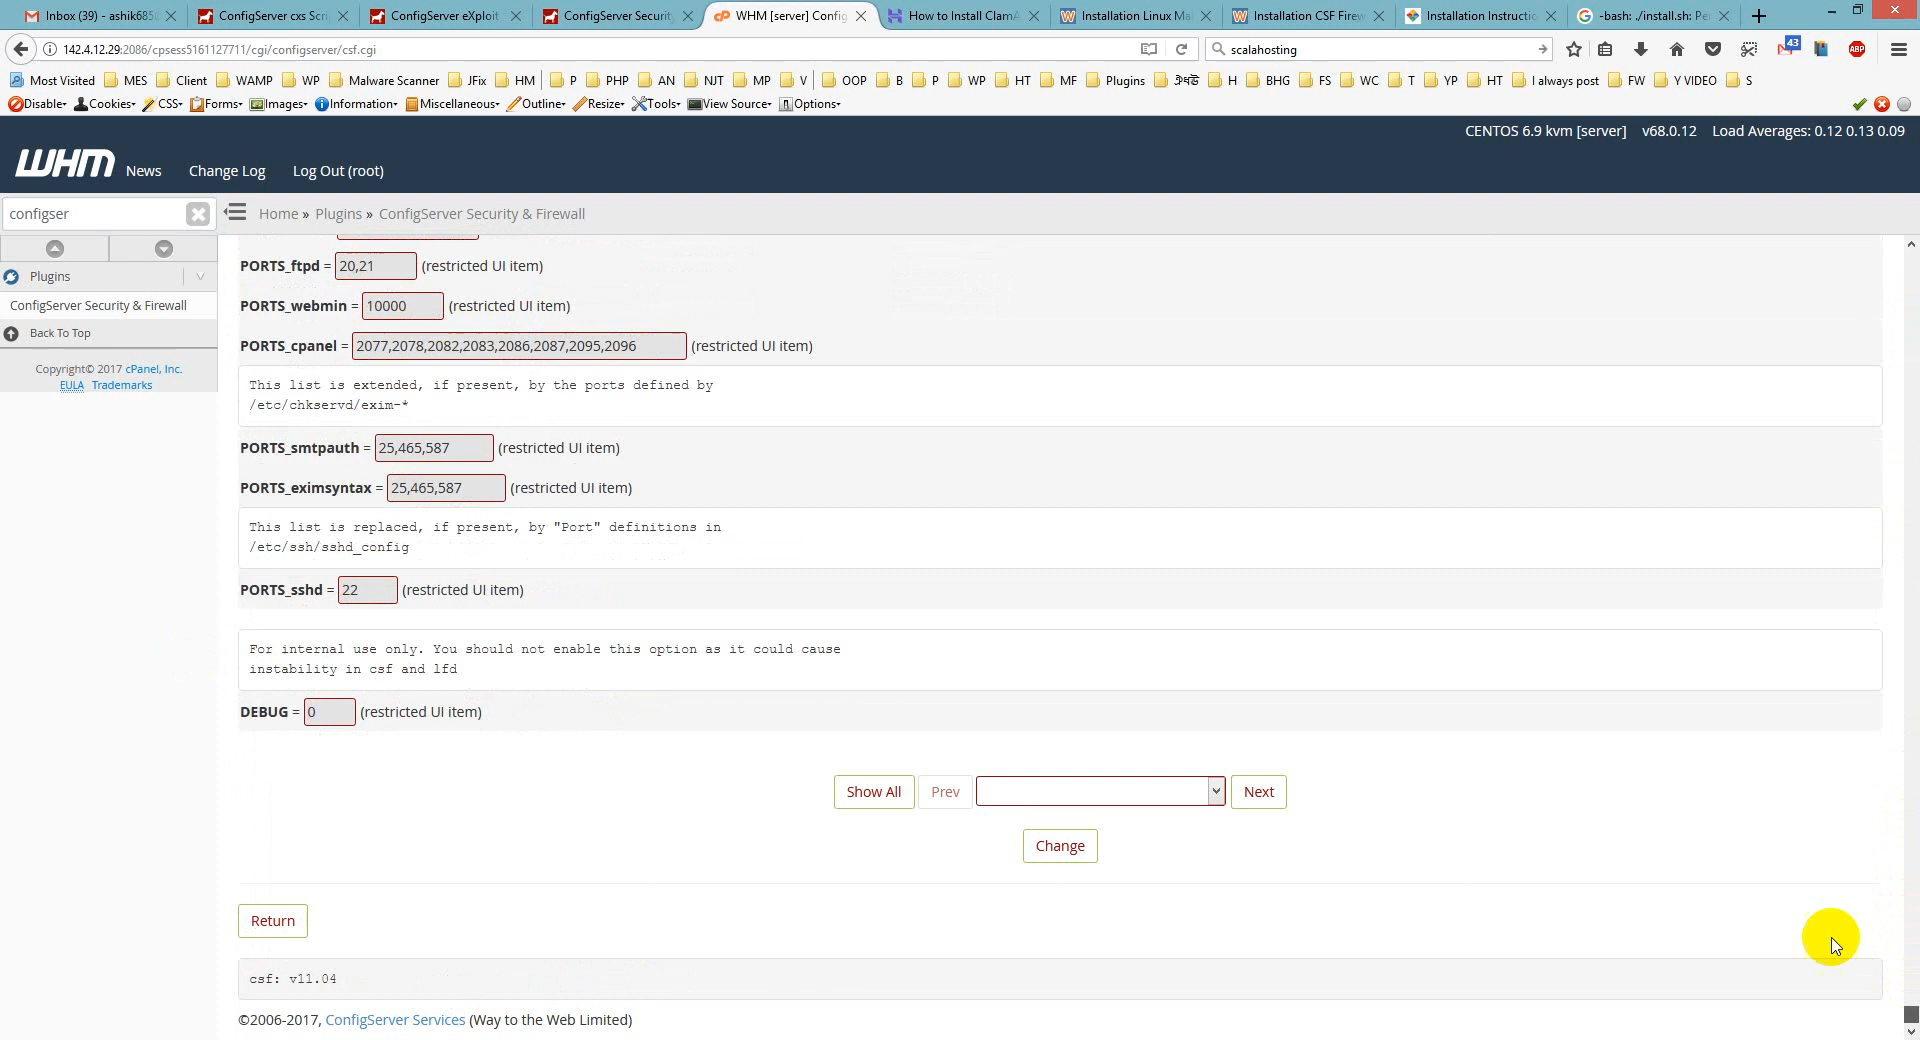 Inbox (39) - ashik685
ConfigServer cxs Scri
ConfigServer eXploit
ConfigServer Security
WHM [server] Config
How to Install ClamA
Installation Linux Ma
Installation CSF Firew
Installation Instructio
-bash: ./install.sh: Pe
142.4.12.29:2086/cpsess5161127711/cgi/configserver/csf.cgi
scalahosting
43
ABP
Most Visited MES Client WAMP WP Malware Scanner JFix HM P PHP AN NJT MP V OOP B P WP HT MF Plugins H BHG FS WC T YP HT I always post FW Y VIDEO S
Disable Cookies CSS Forms Images Information Miscellaneous Outline Resize Tools View Source Options
CENTOS 6.9 kvm [server] v68.0.12 Load Averages: 0.12 0.13 0.09
WHM News Change Log Log Out (root)
configser
Home » Plugins » ConfigServer Security & Firewall
Plugins
ConfigServer Security & Firewall
Back To Top
Copyright© 2017 cPanel, Inc.
EULA Trademarks
PORTS_ftpd = 20,21 (restricted UI item)
PORTS_webmin = 10000 (restricted UI item)
PORTS_cpanel = 2077,2078,2082,2083,2086,2087,2095,2096 (restricted UI item)
This list is extended, if present, by the ports defined by
/etc/chkservd/exim-*
PORTS_smtpauth = 25,465,587 (restricted UI item)
PORTS_eximsyntax = 25,465,587 (restricted UI item)
This list is replaced, if present, by "Port" definitions in
/etc/ssh/sshd_config
PORTS_sshd = 22 (restricted UI item)
For internal use only. You should not enable this option as it could cause
instability in csf and lfd
DEBUG = 0 (restricted UI item)
Show All Prev Next
Change
Return
csf: v11.04
©2006-2017, ConfigServer Services (Way to the Web Limited)